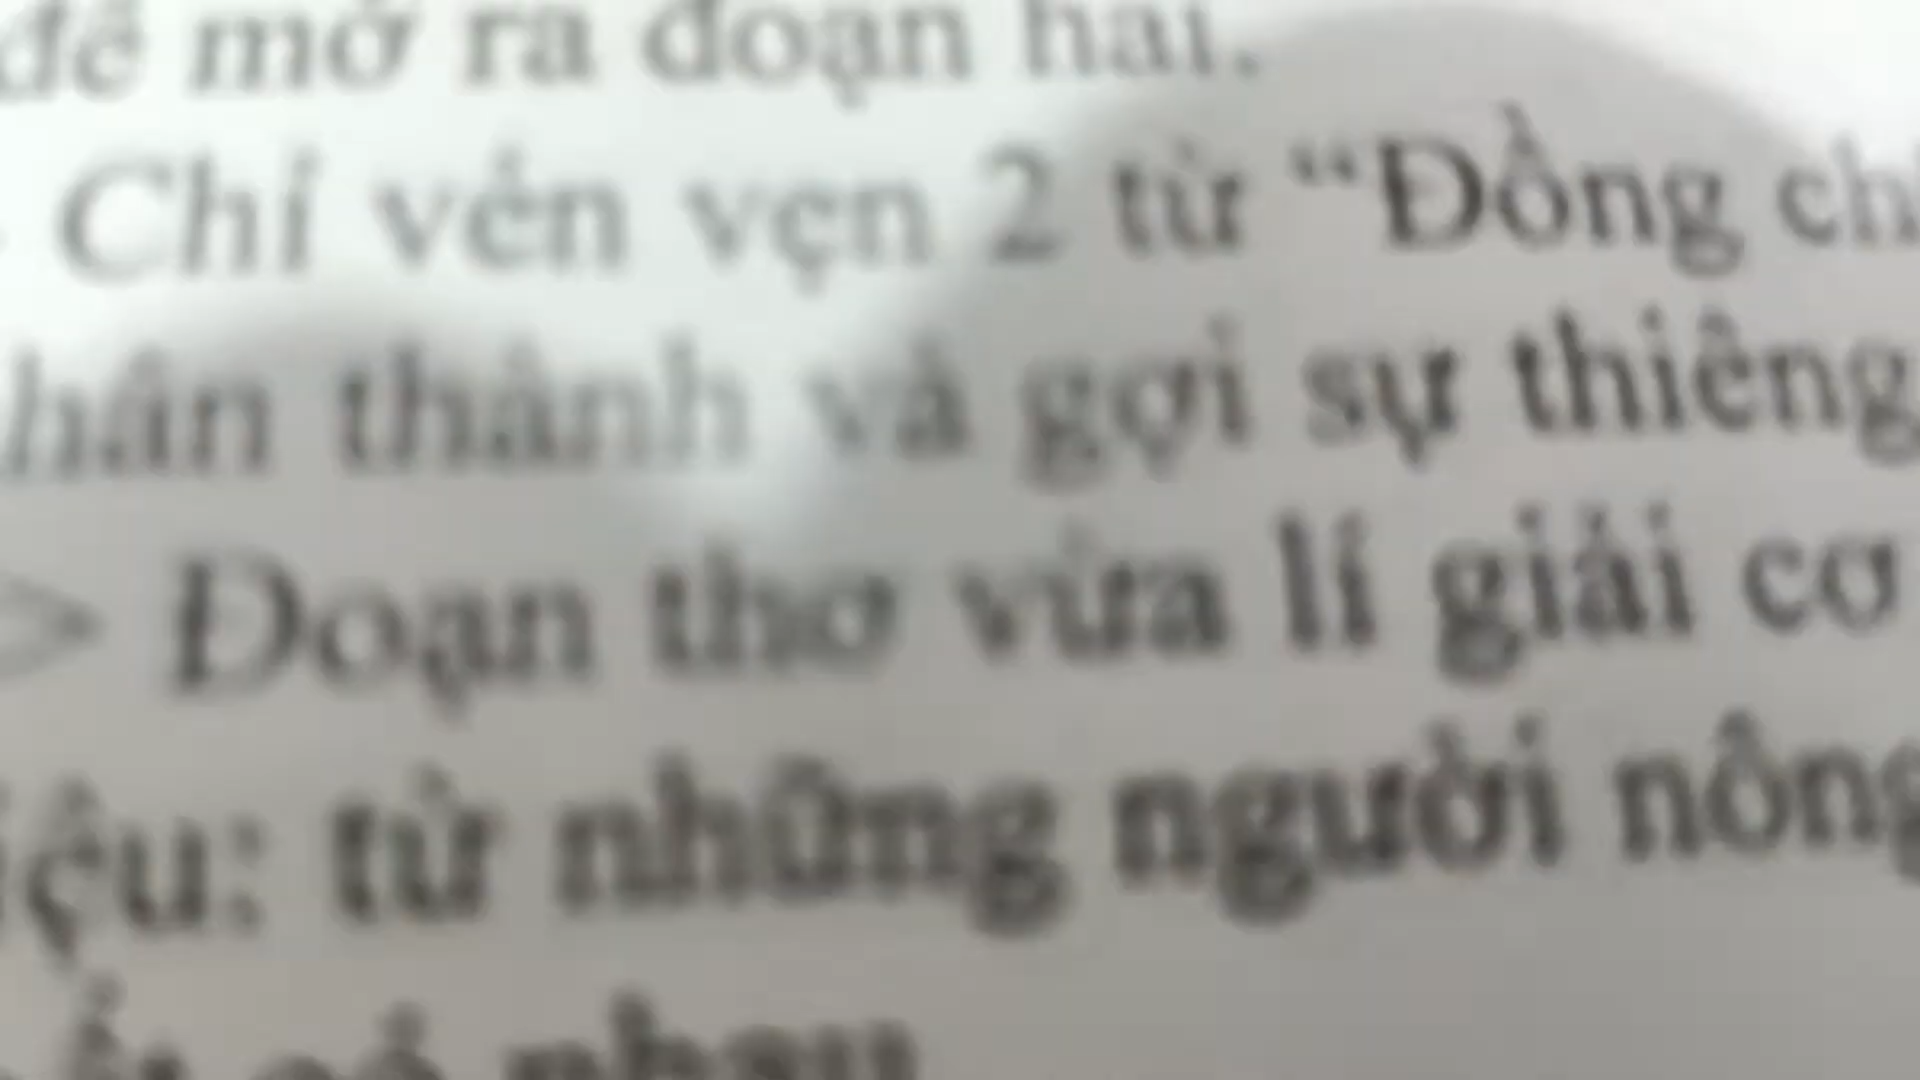 để mở ra đoạn hai.
Chỉ vẻn vẹn 2 từ “Đồng
thành và gợi sự thiêng
> Đoạn thơ vừa lí giải cơ
từ những người nông
nhau